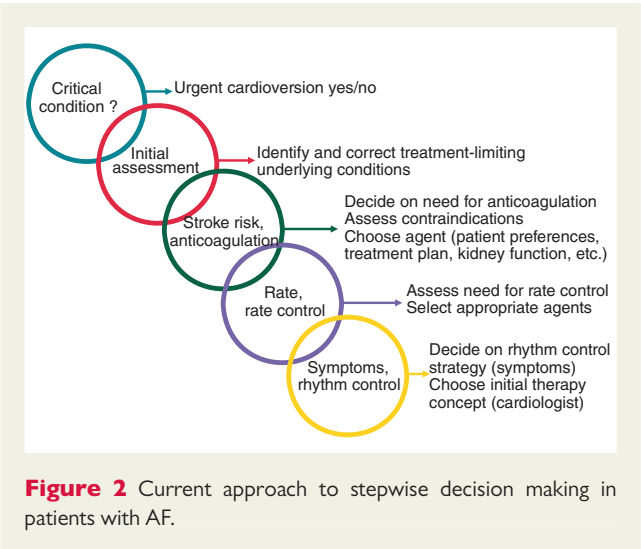 Critical
condition ?
Urgent cardioversion yes/no
Initial
assessment
Identify and correct treatment-limiting
underlying conditions
Stroke risk,
anticoagulation
Decide on need for anticoagulation
Assess contraindications
Choose agent (patient preferences,
treatment plan, kidney function, etc.)
Rate,
rate control
Assess need for rate control
Select appropriate agents
Symptoms,
rhythm control
Decide on rhythm control
strategy (symptoms)
Choose initial therapy
concept (cardiologist)
Figure 2 Current approach to stepwise decision making in
patients with AF.